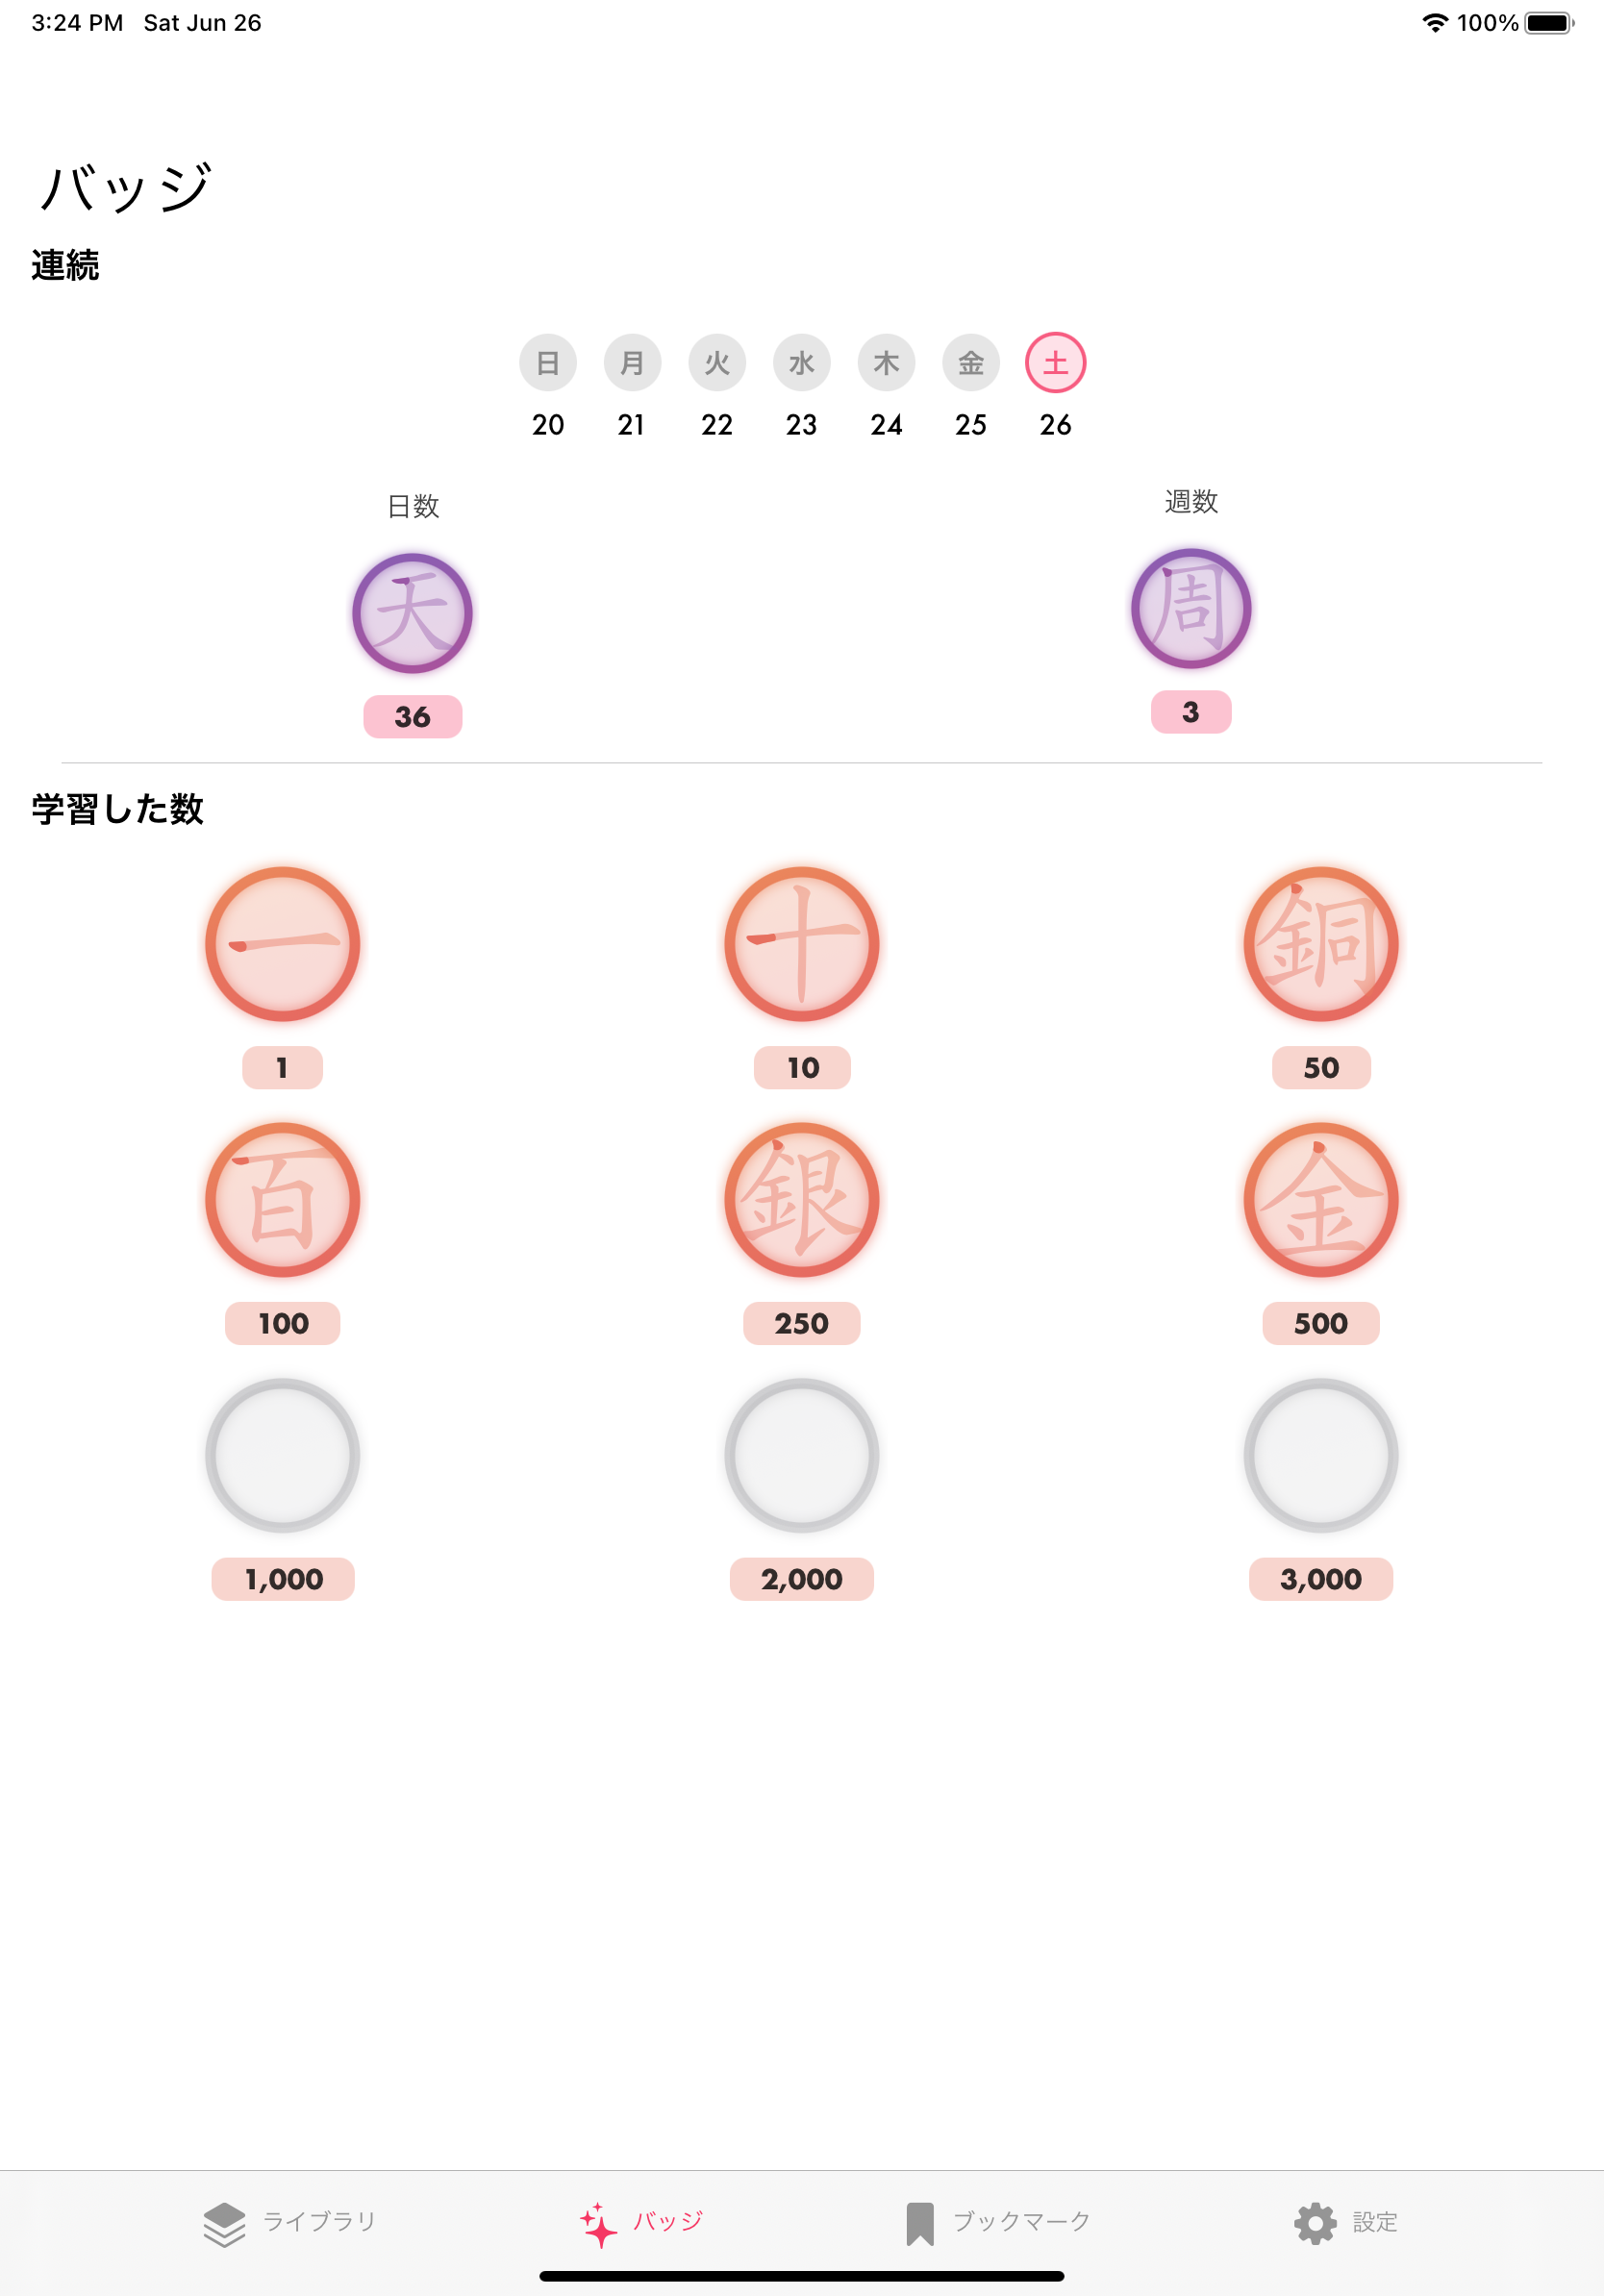 3:24 PM Sat Jun 26 100%
バッジ
連続
日 月 火 水 木 金 土
20 21 22 23 24 25 26
日数 週数
天 周
36 3
学習した数
一 十 銅
1 10 50
百 銀 金
100 250 500
1,000 2,000 3,000
ライブラリ バッジ ブックマーク 設定